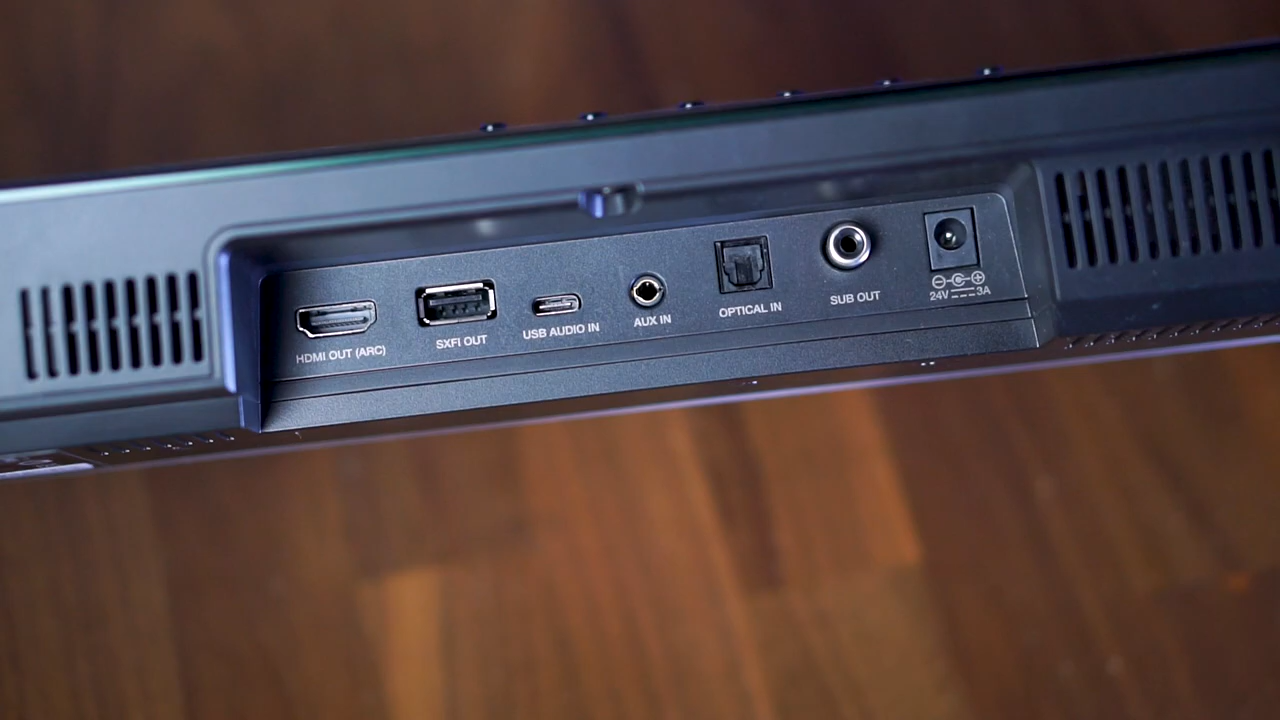 HDMI OUT (ARC)
SXFI OUT
USB AUDIO IN
AUX IN
OPTICAL IN
SUB OUT
24V 3A